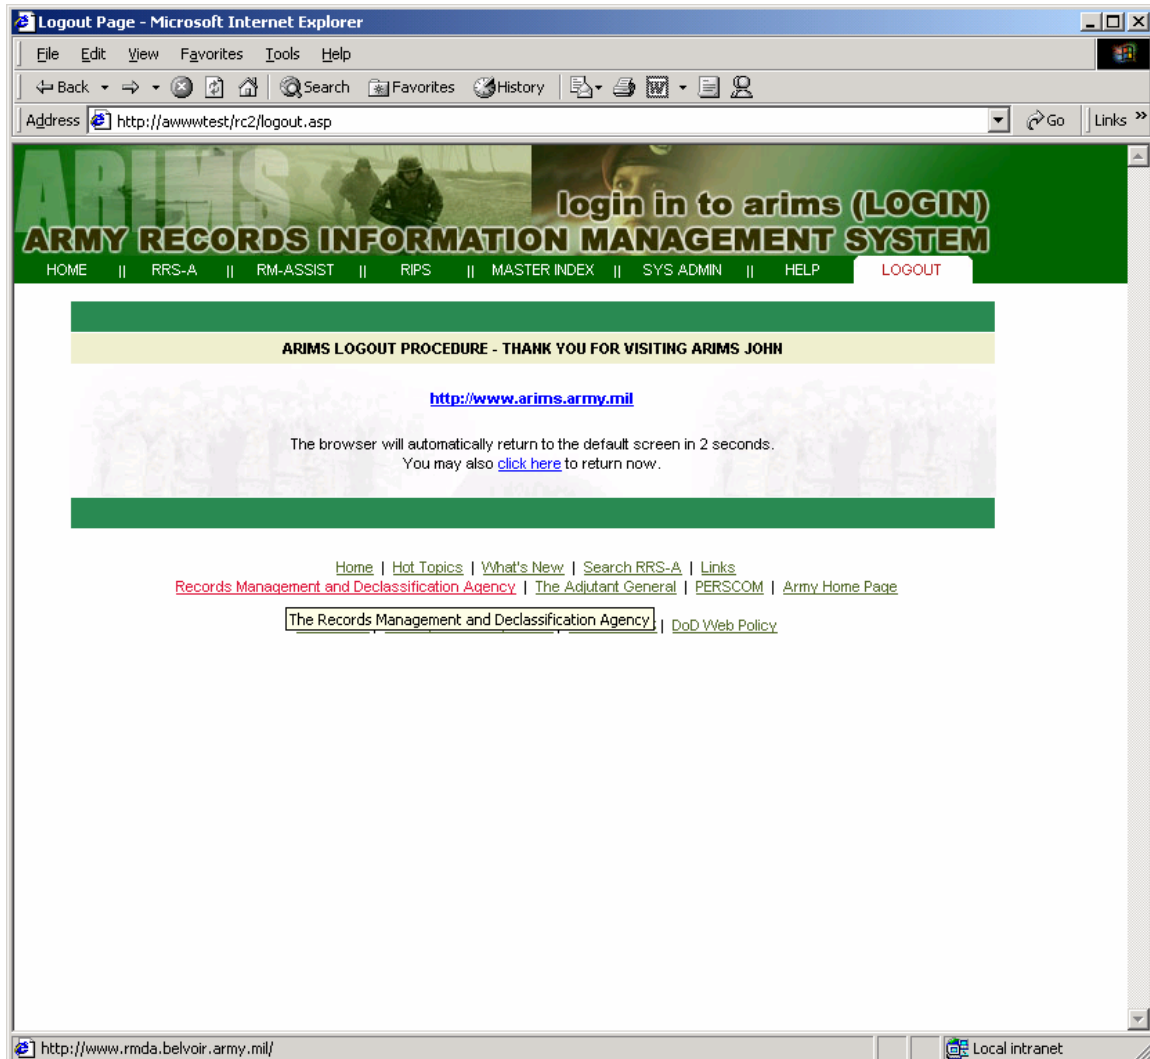 Logout Page - Microsoft Internet Explorer
File Edit View Favorites Tools Help
Back Search Favorites History
Address http://awwwtest/rc2/logout.asp Go Links »
ARIMS
login in to arims (LOGIN)
ARMY RECORDS INFORMATION MANAGEMENT SYSTEM
HOME || RRS-A || RM-ASSIST || RIPS || MASTER INDEX || SYS ADMIN || HELP LOGOUT
ARIMS LOGOUT PROCEDURE - THANK YOU FOR VISITING ARIMS JOHN
http://www.arims.army.mil
The browser will automatically return to the default screen in 2 seconds.
You may also click here to return now.
Home | Hot Topics | What's New | Search RRS-A | Links
Records Management and Declassification Agency | The Adjutant General | PERSCOM | Army Home Page
The Records Management and Declassification Agency
| DoD Web Policy
http://www.rmda.belvoir.army.mil/ Local intranet